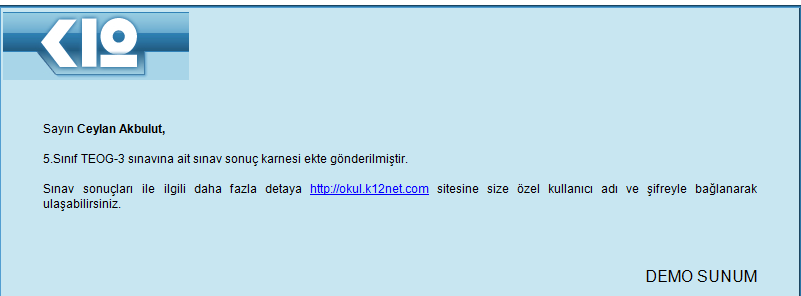 Sayın Ceylan Akbulut,
5.Sınıf TEOG-3 sınavına ait sınav sonuç karnesi ekte gönderilmiştir.
Sınav sonuçları ile ilgili daha fazla detaya http://okul.k12net.com sitesine size özel kullanıcı adı ve şifreyle bağlanarak
ulaşabilirsiniz.
DEMO SUNUM